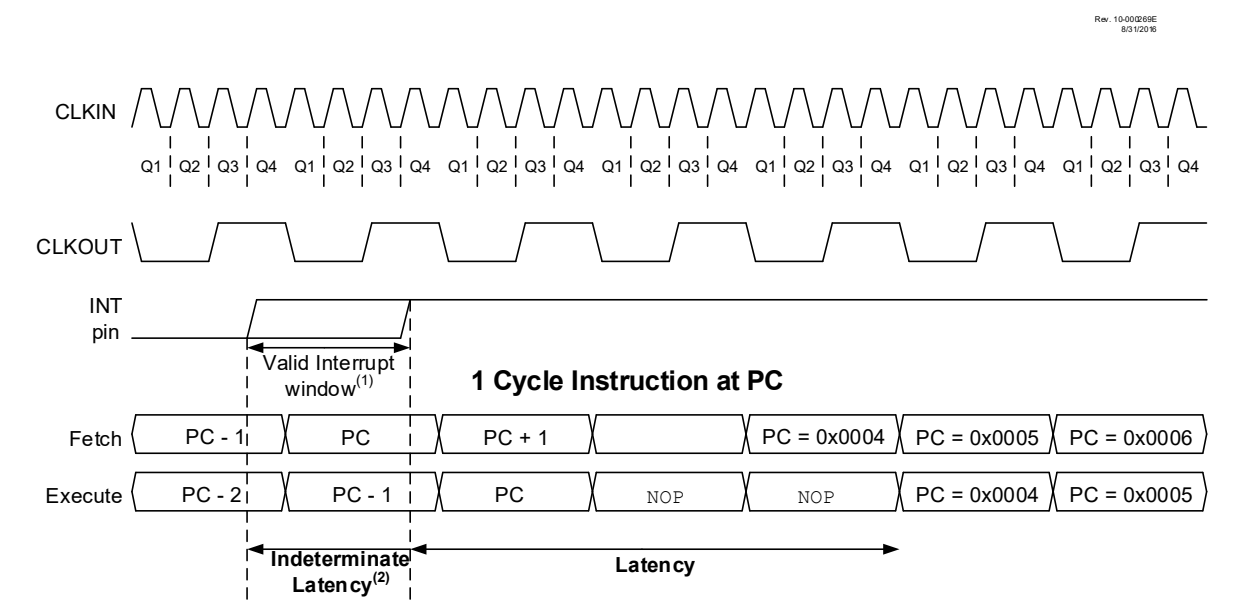 Rev. 10-000269E
8/31/2016
CLKIN
Q1 Q2 Q3 Q4 Q1 Q2 Q3 Q4 Q1 Q2 Q3 Q4 Q1 Q2 Q3 Q4 Q1 Q2 Q3 Q4 Q1 Q2 Q3 Q4 Q1 Q2 Q3 Q4
CLKOUT
INT
pin
Valid Interrupt
window(1)
1 Cycle Instruction at PC
Fetch PC - 1 PC PC + 1 PC = 0x0004 PC = 0x0005 PC = 0x0006
Execute PC - 2 PC - 1 PC NOP NOP PC = 0x0004 PC = 0x0005
Indeterminate
Latency(2)
Latency